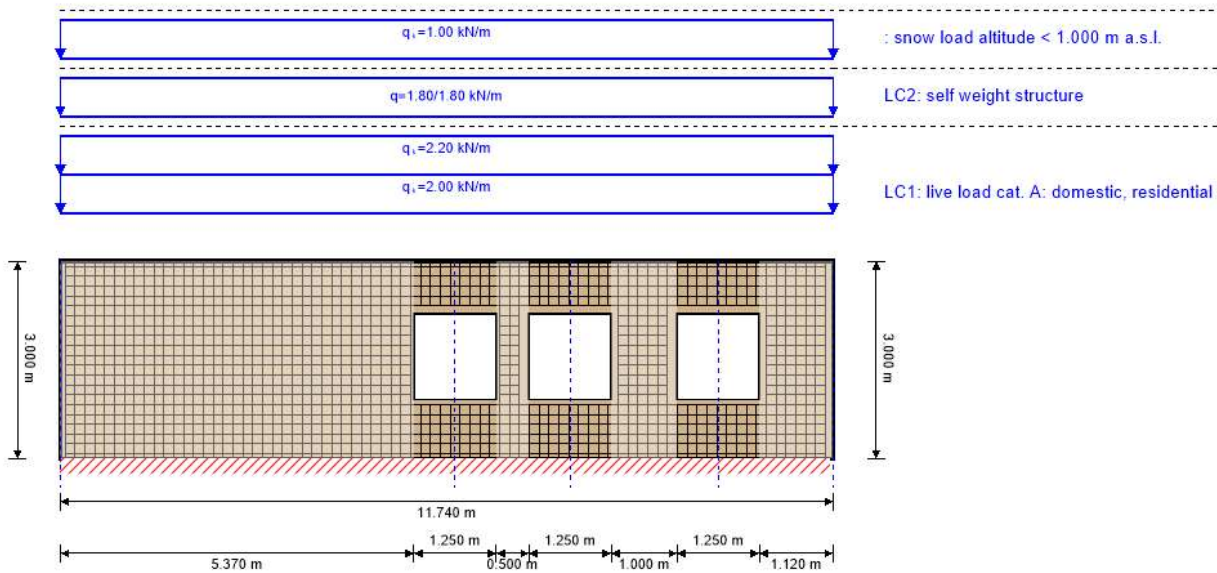 qₖ=1.00 kN/m
: snow load altitude < 1.000 m a.s.l.
q=1.80/1.80 kN/m
LC2: self weight structure
qₖ=2.20 kN/m
qₖ=2.00 kN/m
LC1: live load cat. A: domestic, residential
3.000 m
3.000 m
11.740 m
1.250 m 1.250 m 1.250 m
5.370 m 0.500 m 1.000 m 1.120 m